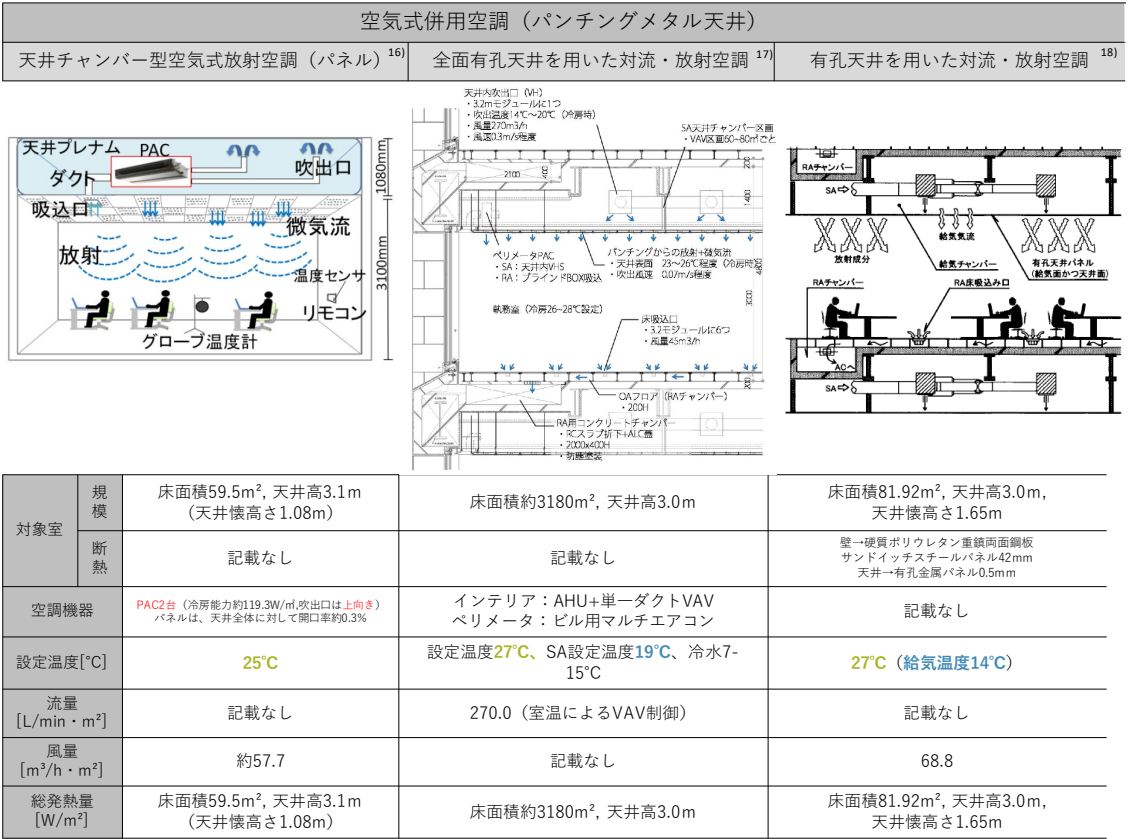 空気式併用空調（パンチングメタル天井）
天井チャンバー型空気式放射空調（パネル）16)
全面有孔天井を用いた対流・放射空調 17)
有孔天井を用いた対流・放射空調 18)
天井プレナム
PAC
ダクト
吹出口
吸込口
微気流
放射
温度センサ
リモコン
グローブ温度計
1080mm
3100mm
天井内吹出口（VH）
・3.2mモジュールに1つ
・吹出温度14℃～20℃（冷房時）
・風量270m3/h
・風速0.3m/s程度
SA天井チャンバー区画
・VAV区画60~80㎡ごと
2100
400
200
1400
ペリメータPAC
・SA：天井内VHS
・RA：ブラインドBOX吸込
パンチングからの放射+微気流
・天井表面　23～26℃程度（冷房時）
・吹出風速　0.07m/s程度
執務室（冷房26~28℃設定）
3000
床吸込口
・3.2モジュールに6つ
・風量45m3/h
OAフロア（RAチャンバー）
・200H
200
RA用コンクリートチャンバー
・RCスラブ折下+ALC蓋
・2000x400H
・防塵塗装
RAチャンバー
SA⇨
給気気流
放射成分
給気チャンバー
有孔天井パネル
（給気面かつ天井面）
RAチャンバー
RA床吸込み口
ACへ
SA⇨
対象室
規模
床面積59.5m², 天井高3.1m
（天井懐高さ1.08m）
床面積約3180m², 天井高3.0m
床面積81.92m², 天井高3.0m,
天井懐高さ1.65m
断熱
記載なし
記載なし
壁→硬質ポリウレタン重鎮両面鋼板
サンドイッチスチールパネル42mm
天井→有孔金属パネル0.5mm
空調機器
PAC2台（冷房能力約119.3W/㎡,吹出口は上向き）
パネルは、天井全体に対して開口率約0.3%
インテリア：AHU+単一ダクトVAV
ペリメータ：ビル用マルチエアコン
記載なし
設定温度[℃]
25℃
設定温度27℃、SA設定温度19℃、冷水7-
15℃
27℃（給気温度14℃）
流量
[L/min・m²]
記載なし
270.0（室温によるVAV制御）
記載なし
風量
[m³/h・m²]
約57.7
記載なし
68.8
総発熱量
[W/m²]
床面積59.5m², 天井高3.1m
（天井懐高さ1.08m）
床面積約3180m², 天井高3.0m
床面積81.92m², 天井高3.0m,
天井懐高さ1.65m